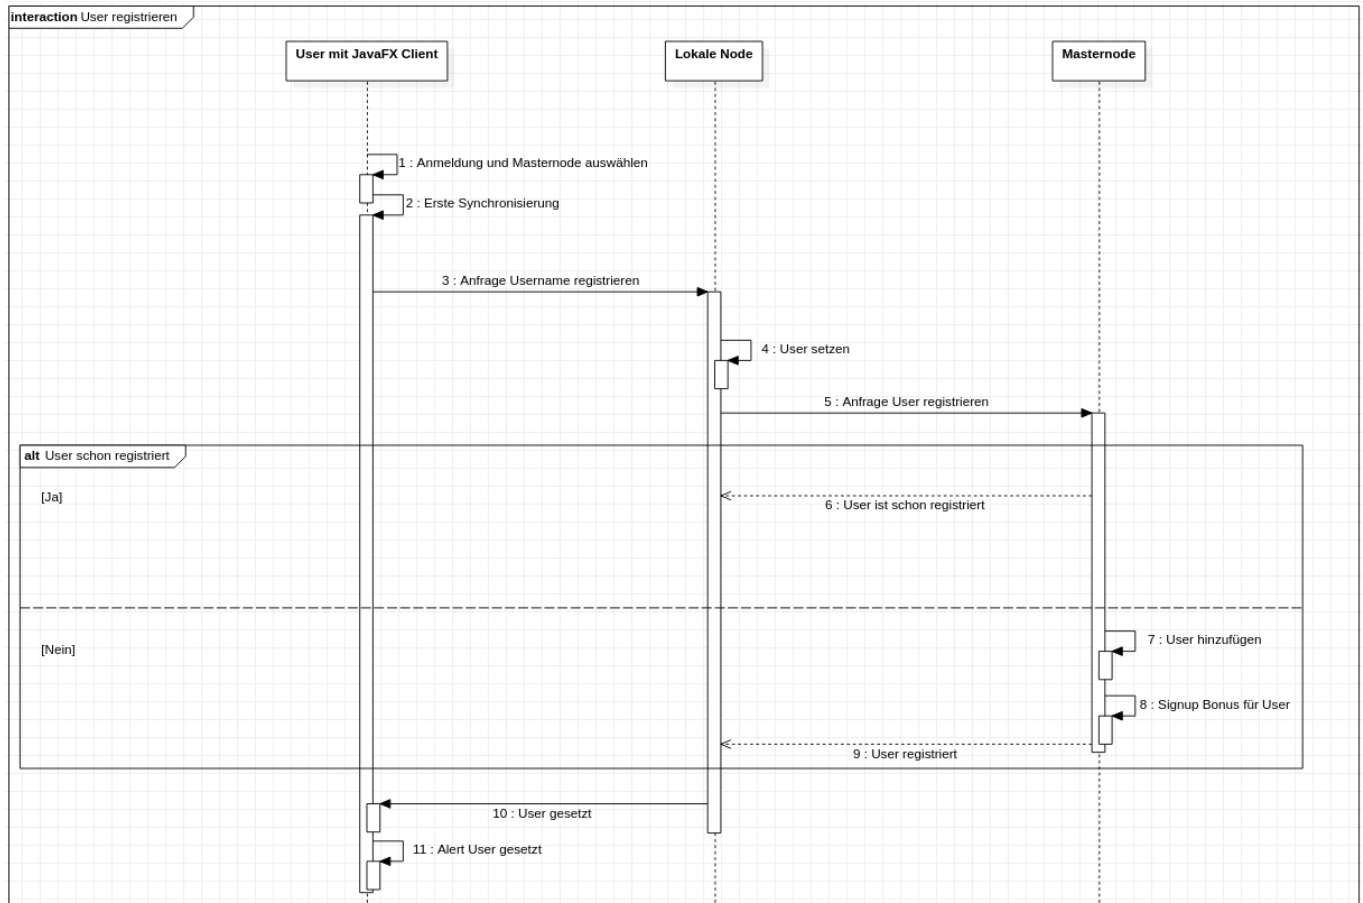 interaction User registrieren
User mit JavaFX Client
Lokale Node
Masternode
1 : Anmeldung und Masternode auswählen
2 : Erste Synchronisierung
3 : Anfrage Username registrieren
4 : User setzen
5 : Anfrage User registrieren
alt User schon registriert
[Ja]
6 : User ist schon registriert
[Nein]
7 : User hinzufügen
8 : Signup Bonus für User
9 : User registriert
10 : User gesetzt
11 : Alert User gesetzt